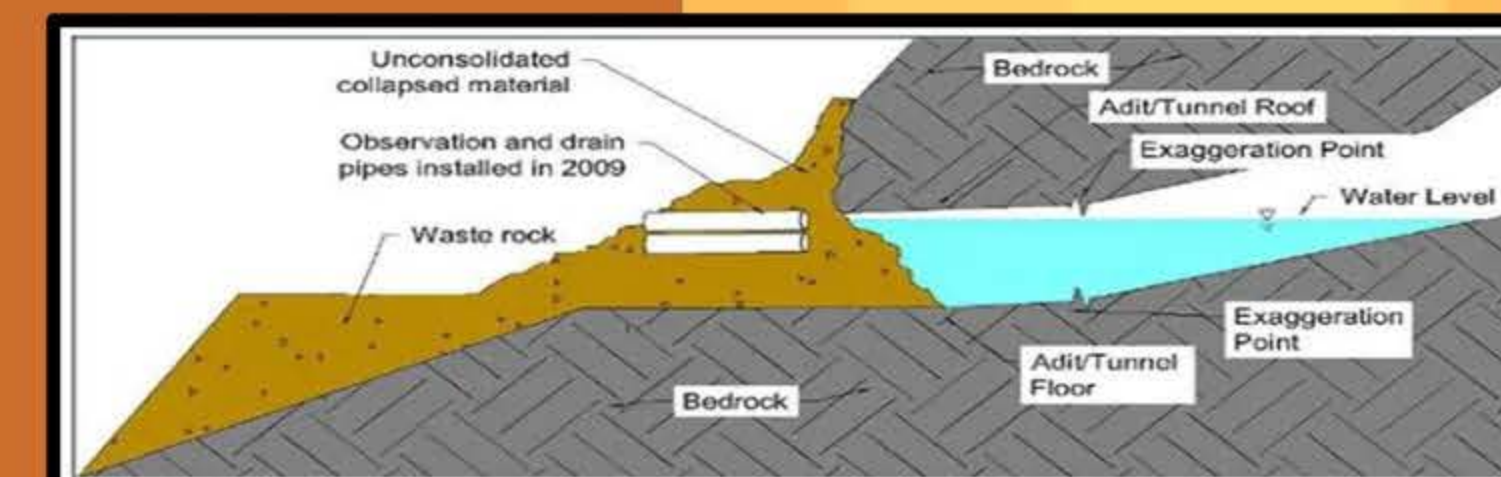 Unconsolidated
collapsed material
Bedrock
Adit/Tunnel Roof
Observation and drain
pipes installed in 2009
Exaggeration Point
Water Level
Waste rock
Exaggeration
Point
Adit/Tunnel
Floor
Bedrock